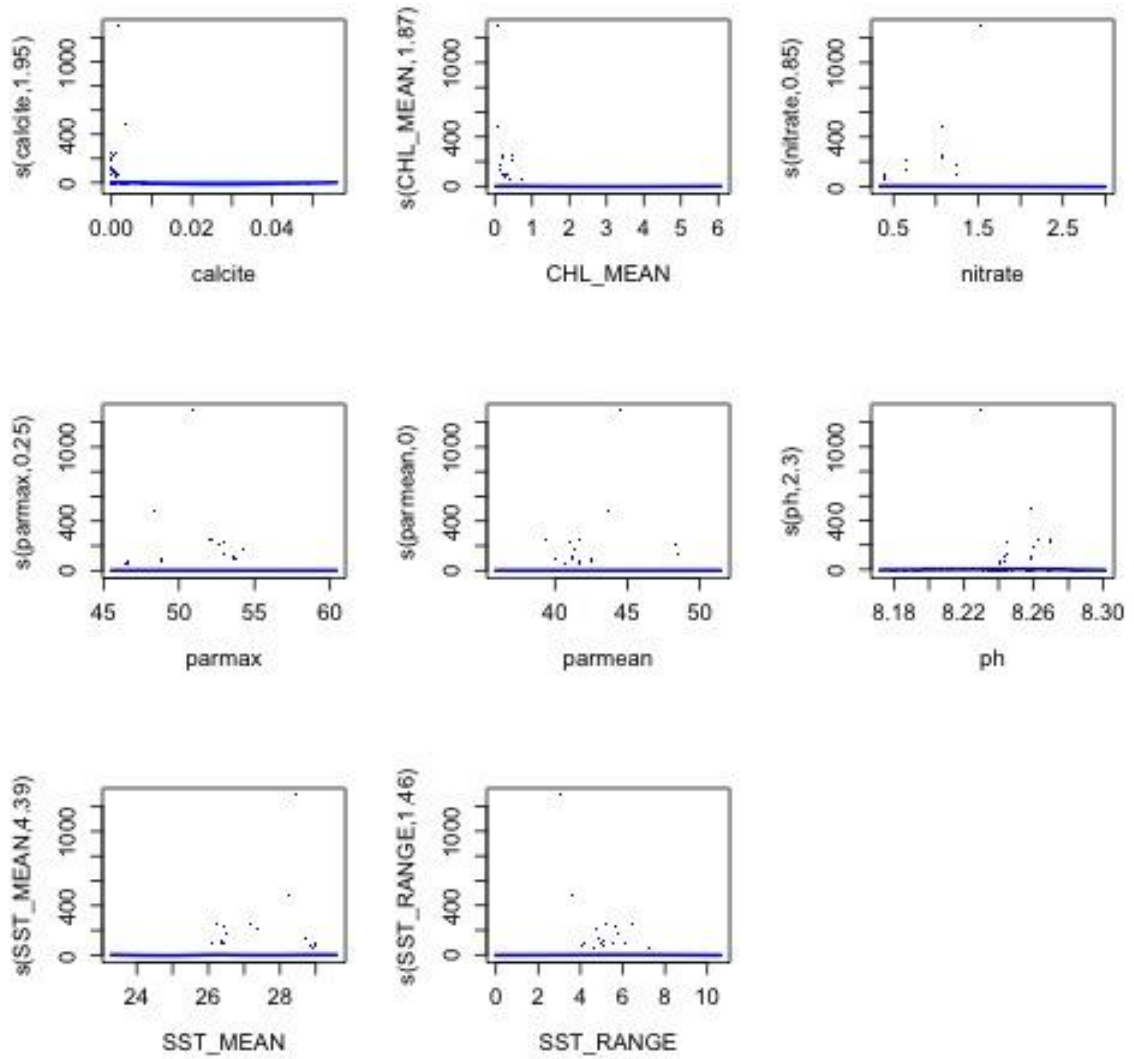 s(calcite,1.95)
0 400 1000
0.00 0.02 0.04
calcite
s(CHL_MEAN,1.87)
0 400 1000
0 1 2 3 4 5 6
CHL_MEAN
s(nitrate,0.85)
0 400 1000
0.5 1.5 2.5
nitrate
s(parmax,0.25)
0 400 1000
45 50 55 60
parmax
s(parmean,0)
0 400 1000
40 45 50
parmean
s(ph,2.3)
0 400 1000
8.18 8.22 8.26 8.30
ph
s(SST_MEAN,4.39)
0 400 1000
24 26 28
SST_MEAN
s(SST_RANGE,1.46)
0 400 1000
0 2 4 6 8 10
SST_RANGE